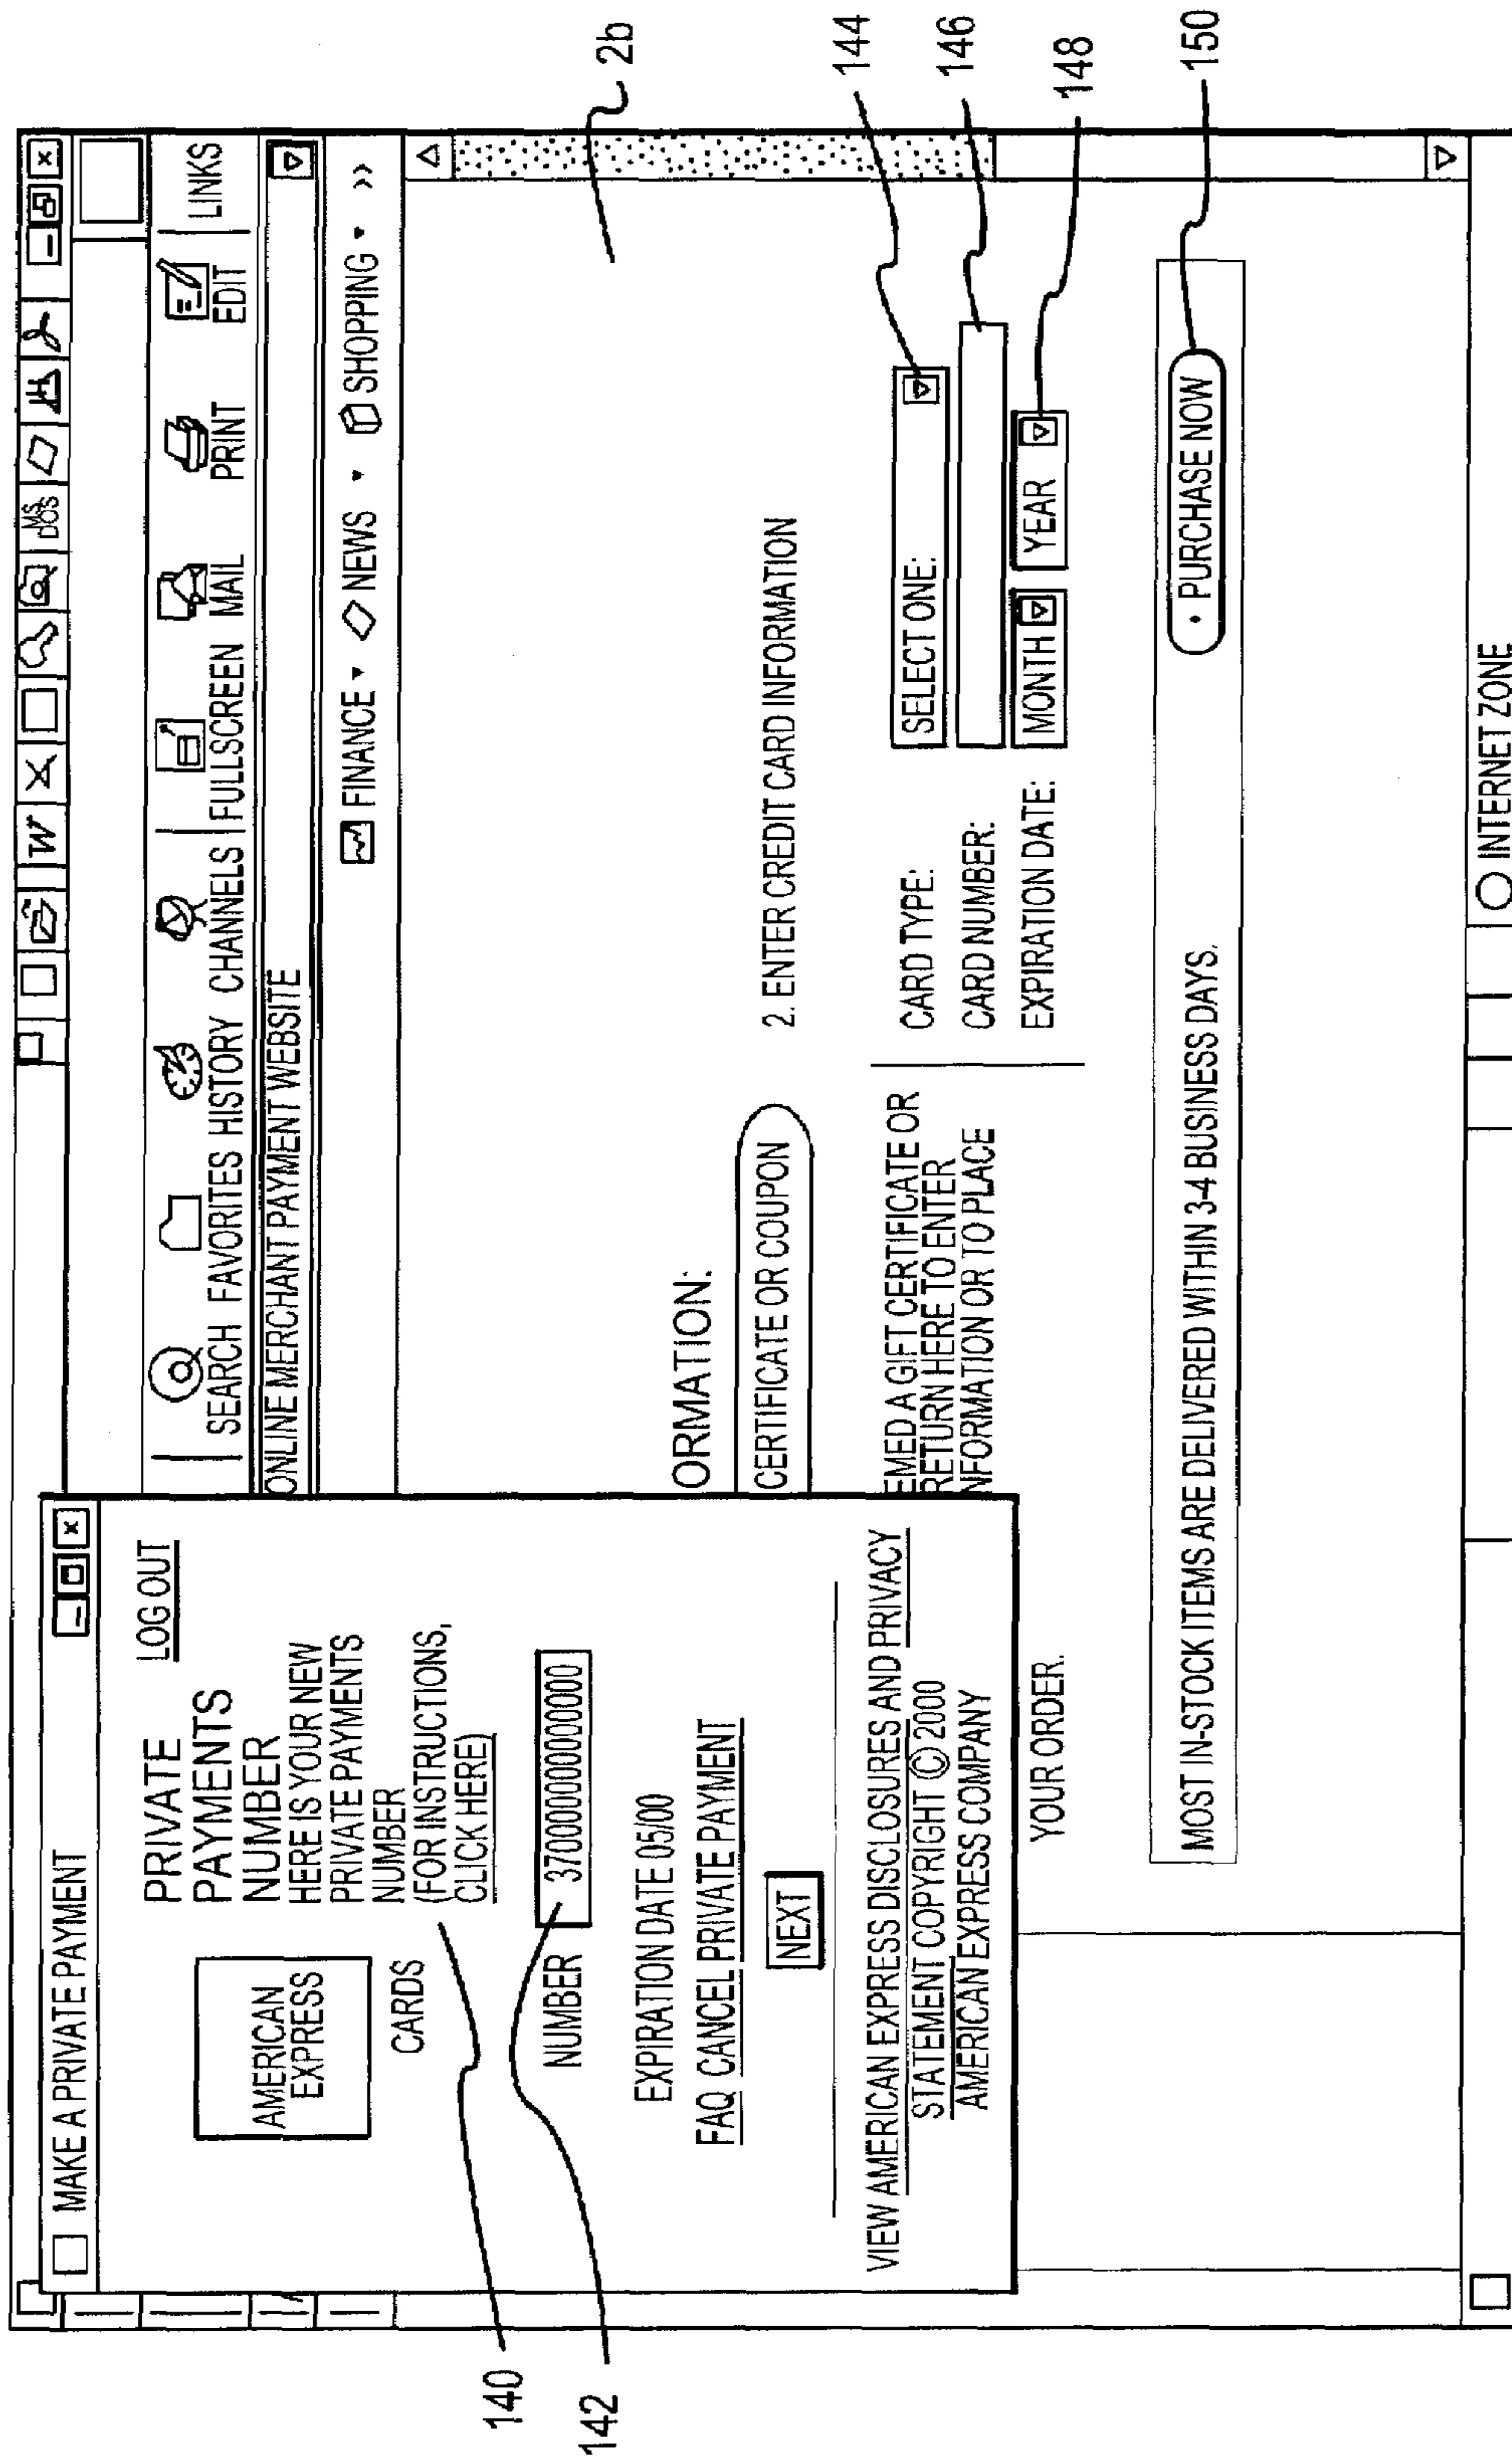 MS
DOS
SEARCH FAVORITES HISTORY CHANNELS FULLSCREEN MAIL PRINT EDIT LINKS
ONLINE MERCHANT PAYMENT WEBSITE
FINANCE NEWS SHOPPING >>
MAKE A PRIVATE PAYMENT
LOG OUT
AMERICAN
EXPRESS
CARDS
PRIVATE
PAYMENTS
NUMBER
HERE IS YOUR NEW
PRIVATE PAYMENTS
NUMBER
(FOR INSTRUCTIONS,
CLICK HERE)
EXPIRATION DATE 05/00
FAQ CANCEL PRIVATE PAYMENT
NEXT
VIEW AMERICAN EXPRESS DISCLOSURES AND PRIVACY
STATEMENT COPYRIGHT © 2000
AMERICAN EXPRESS COMPANY
140
NUMBER
142
ORMATION:
CERTIFICATE OR COUPON
EMED A GIFT CERTIFICATE OR
RETURN HERE TO ENTER
NFORMATION OR TO PLACE
YOUR ORDER.
2. ENTER CREDIT CARD INFORMATION
CARD TYPE: SELECT ONE:
CARD NUMBER:
EXPIRATION DATE: MONTH YEAR
MOST IN-STOCK ITEMS ARE DELIVERED WITHIN 3-4 BUSINESS DAYS.
• PURCHASE NOW
INTERNET ZONE
2b
144
146
148
150